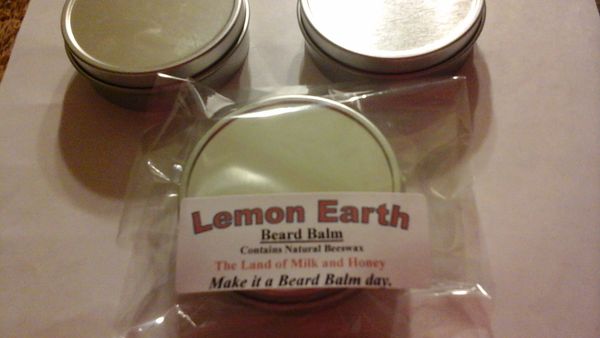 Lemon Earth
Beard Balm
Contains Natural Beeswax
The Land of Milk and Honey
Make it a Beard Balm day.